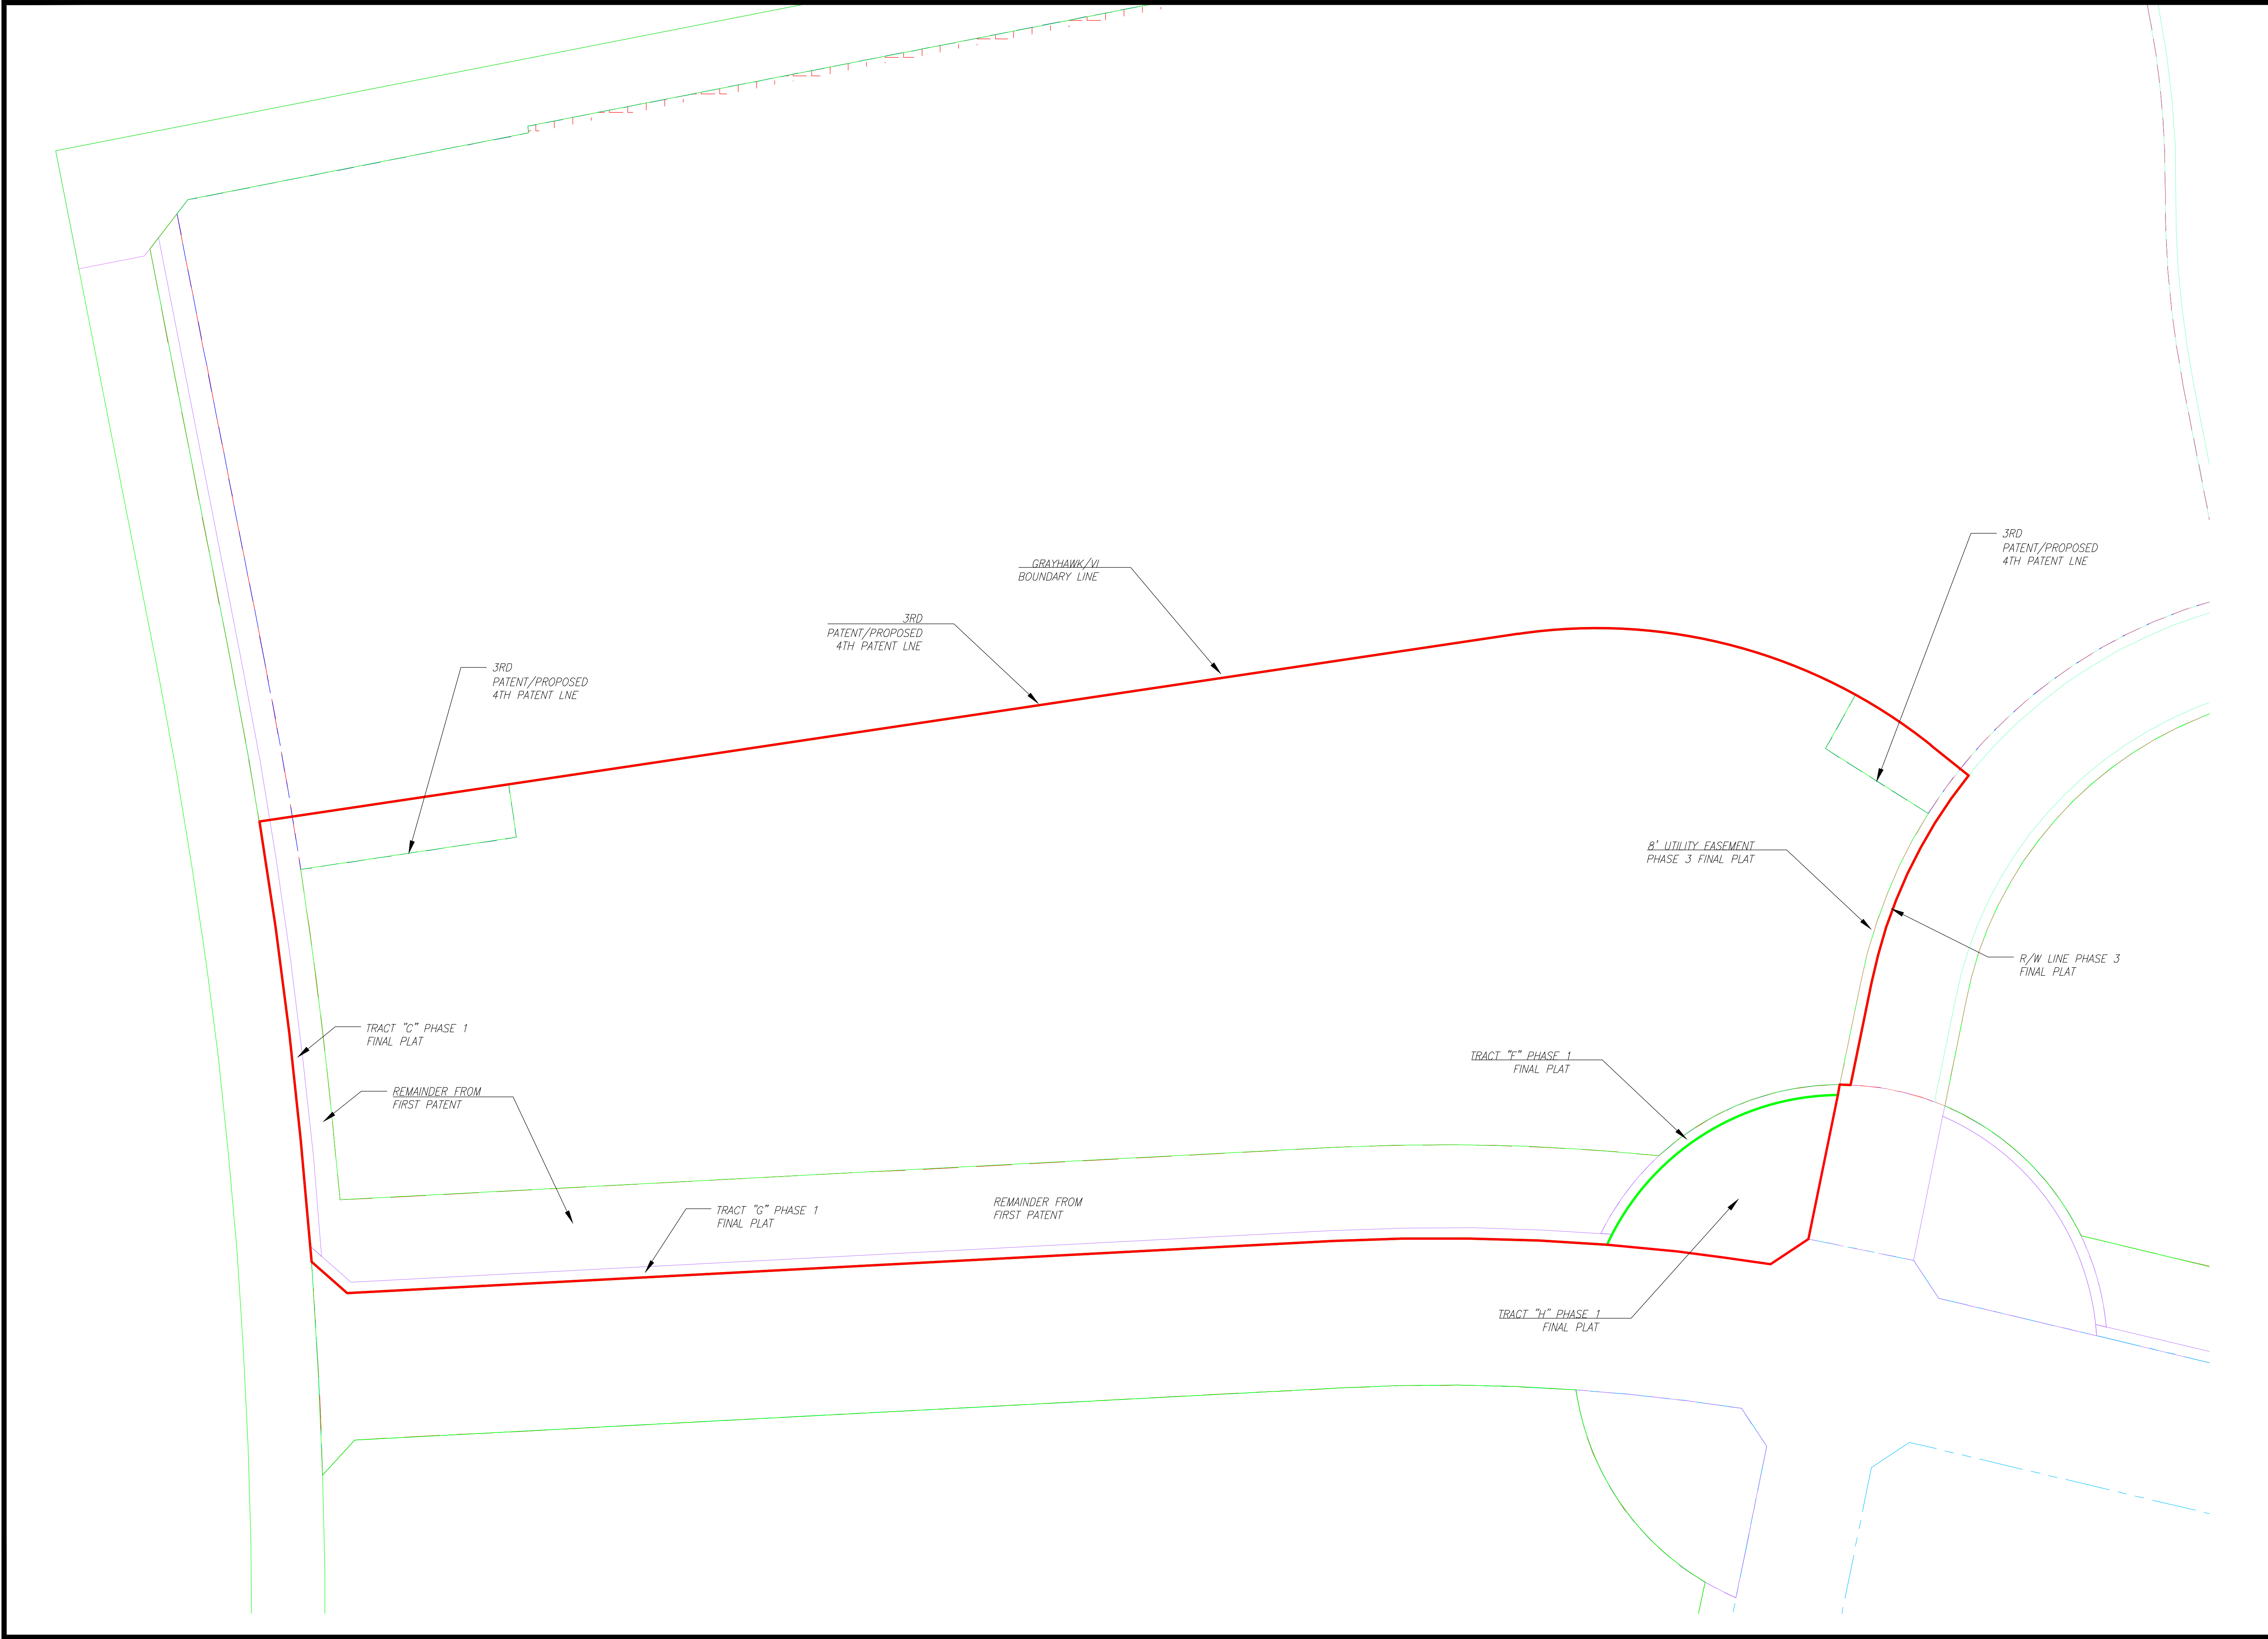 3RD
PATENT/PROPOSED
4TH PATENT LNE
GRAYHAWK/VI
BOUNDARY LINE
3RD
PATENT/PROPOSED
4TH PATENT LNE
3RD
PATENT/PROPOSED
4TH PATENT LNE
8' UTILITY EASEMENT
PHASE 3 FINAL PLAT
R/W LINE PHASE 3
FINAL PLAT
TRACT "C" PHASE 1
FINAL PLAT
TRACT "F" PHASE 1
FINAL PLAT
REMAINDER FROM
FIRST PATENT
TRACT "G" PHASE 1
FINAL PLAT
REMAINDER FROM
FIRST PATENT
TRACT "H" PHASE 1
FINAL PLAT